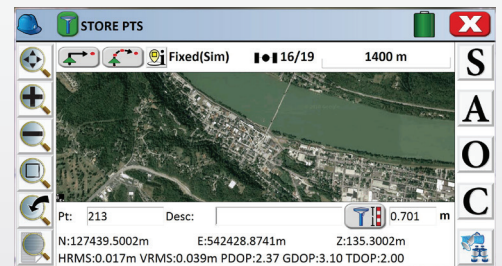 STORE PTS
Fixed(Sim) 16/19 1400 m
S
A
O
C
Pt: 213 Desc: 0.701 m
N:127439.5002m E:542428.8741m Z:135.3002m
HRMS:0.017m VRMS:0.039m PDOP:2.37 GDOP:3.10 TDOP:2.00